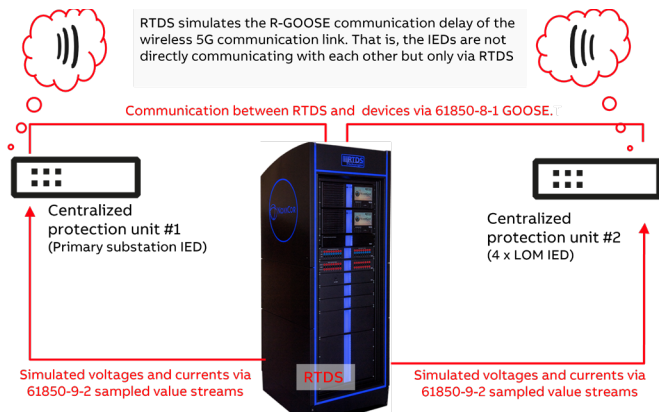 RTDS simulates the R-GOOSE communication delay of the
wireless 5G communication link. That is, the IEDs are not
directly communicating with each other but only via RTDS
Communication between RTDS and devices via 61850-8-1 GOOSE.
RTDS
Centralized
protection unit #1
(Primary substation IED)
Centralized
protection unit #2
(4 x LOM IED)
Simulated voltages and currents via
61850-9-2 sampled value streams
RTDS
Simulated voltages and currents via
61850-9-2 sampled value streams